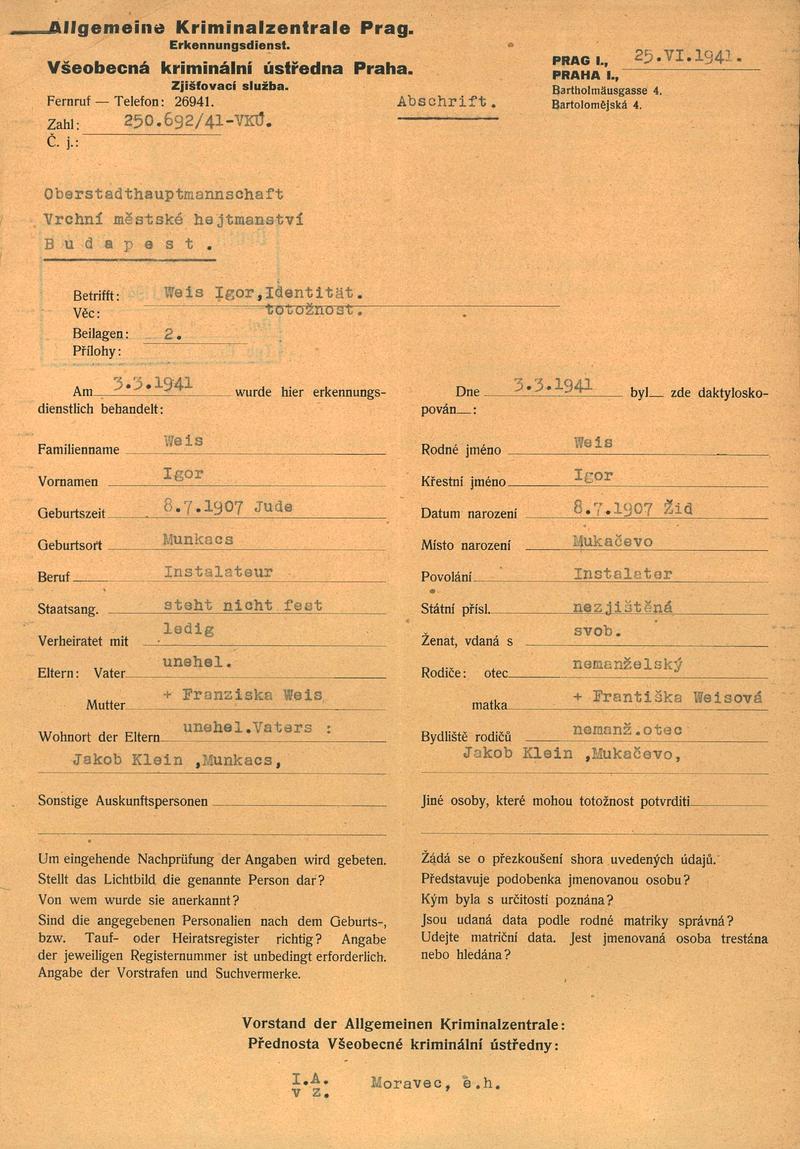 Allgemeine Kriminalzentrale Prag.
Erkennungsdienst.
Všeobecná kriminální ústředna Praha.
Zjišťovací služba.
Fernruf — Telefon: 26941.
Zahl: 250.692/41-VKÚ.
Č. j.:
Abschrift.
PRAG I., 25.VI.1941.
PRAHA I.,
Bartholmäusgasse 4.
Bartolomějská 4.
Oberstadthauptmannschaft
Vrchní městské hejtmanství
Budapest.
Betrifft: Weis Igor,Identität.
Věc: totožnost.
Beilagen: 2.
Přílohy:
Am 3.3.1941 wurde hier erkennungs-
dienstlich behandelt:
Familienname Weis
Vornamen Igor
Geburtszeit 8.7.1907 Jude
Geburtsort Munkacs
Beruf Instalateur
Staatsang. steht nicht fest
Verheiratet mit ledig
Eltern: Vater unehel.
Mutter + Franziska Weis
Wohnort der Eltern unehel.Vaters :
Jakob Klein ,Munkacs,
Sonstige Auskunftspersonen
Um eingehende Nachprüfung der Angaben wird gebeten.
Stellt das Lichtbild die genannte Person dar?
Von wem wurde sie anerkannt?
Sind die angegebenen Personalien nach dem Geburts-,
bzw. Tauf- oder Heiratsregister richtig? Angabe
der jeweiligen Registernummer ist unbedingt erforderlich.
Angabe der Vorstrafen und Suchvermerke.
Dne 3.3.1941 byl zde daktylosko-
pován :
Rodné jméno Weis
Křestní jméno Igor
Datum narození 8.7.1907 Žid
Místo narození Mukačevo
Povolání Instalater
Státní přísl. nezjištěná
Ženat, vdaná s svob.
Rodiče: otec nemanželský
matka + Františka Weisová
Bydliště rodičů nemanž.otec
Jakob Klein ,Mukačevo,
Jiné osoby, které mohou totožnost potvrditi
Žádá se o přezkoušení shora uvedených údajů.
Představuje podobenka jmenovanou osobu?
Kým byla s určitostí poznána?
Jsou udaná data podle rodné matriky správná?
Udejte matriční data. Jest jmenovaná osoba trestána
nebo hledána?
Vorstand der Allgemeinen Kriminalzentrale:
Přednosta Všeobecné kriminální ústředny:
I.A.
v z.
Moravec, e.h.